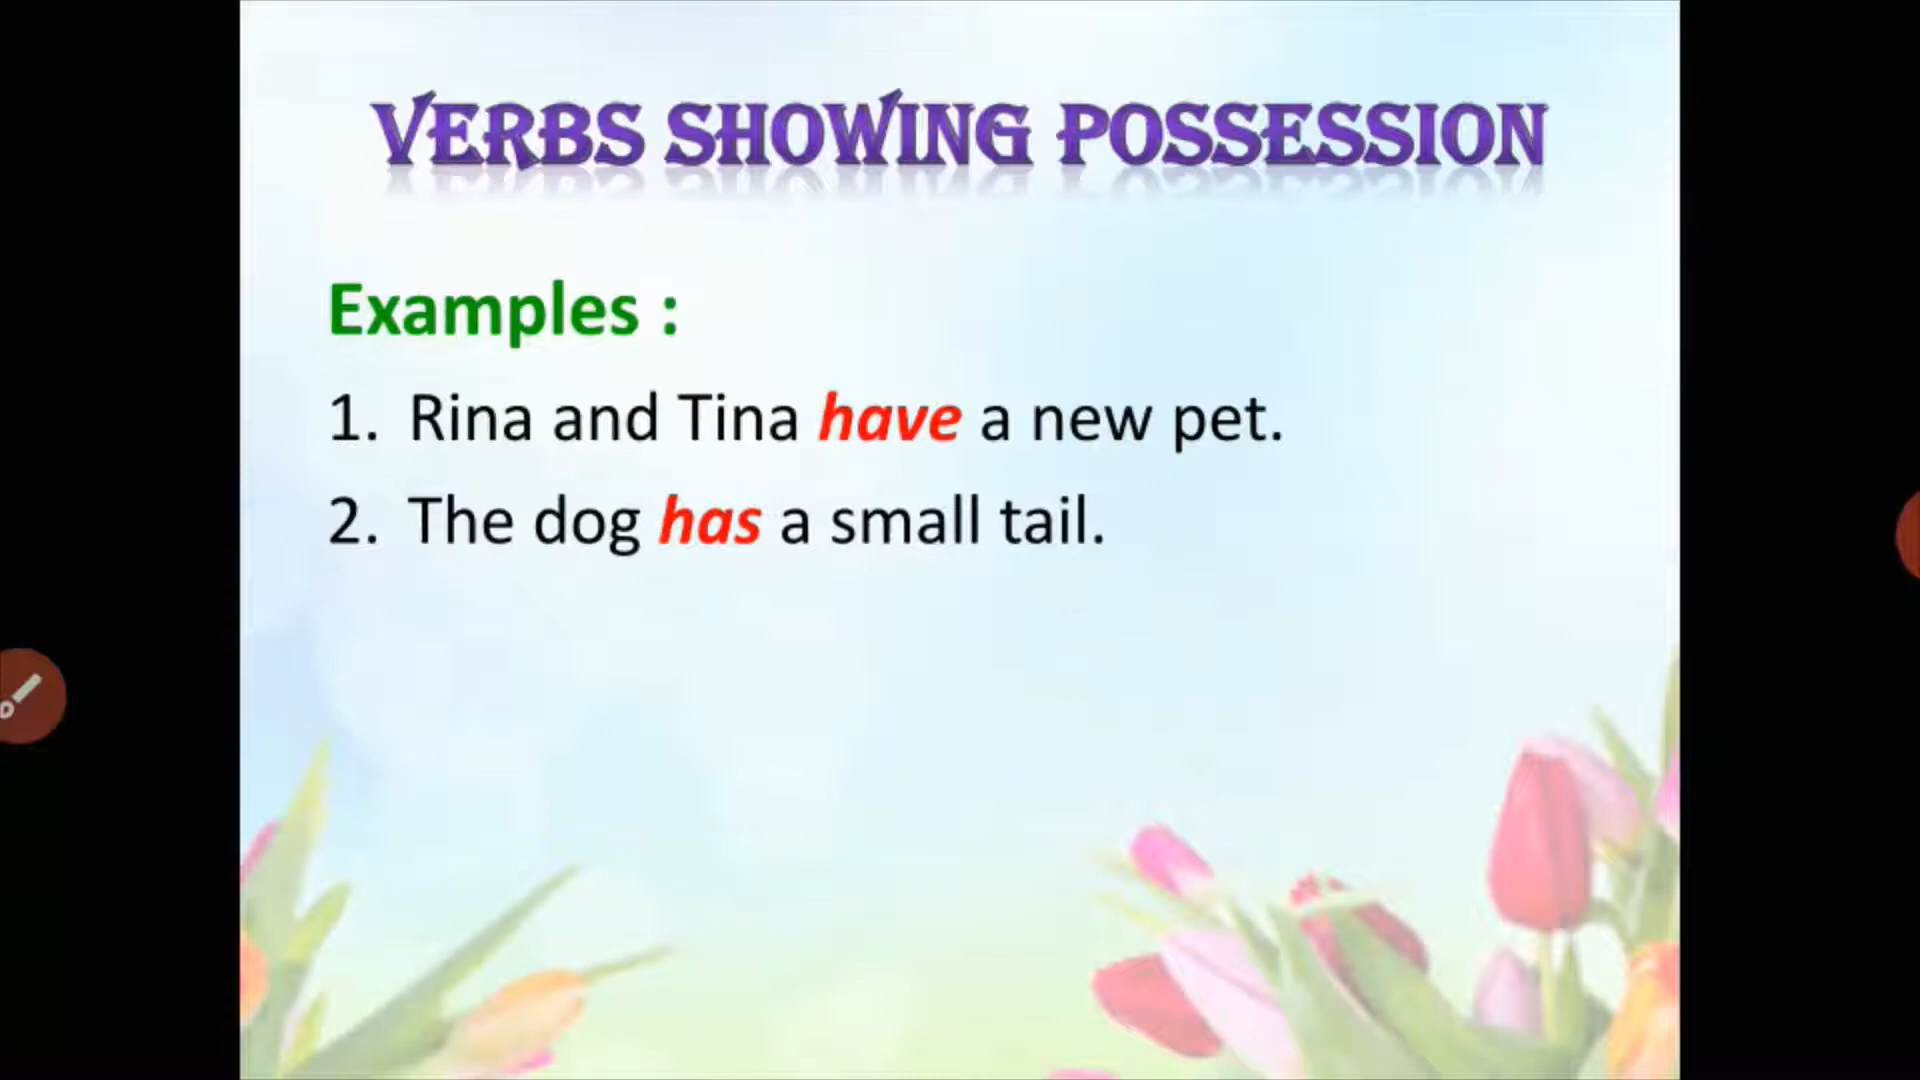 VERBS SHOWING POSSESSION
Examples :
1. Rina and Tina have a new pet.
2. The dog has a small tail.